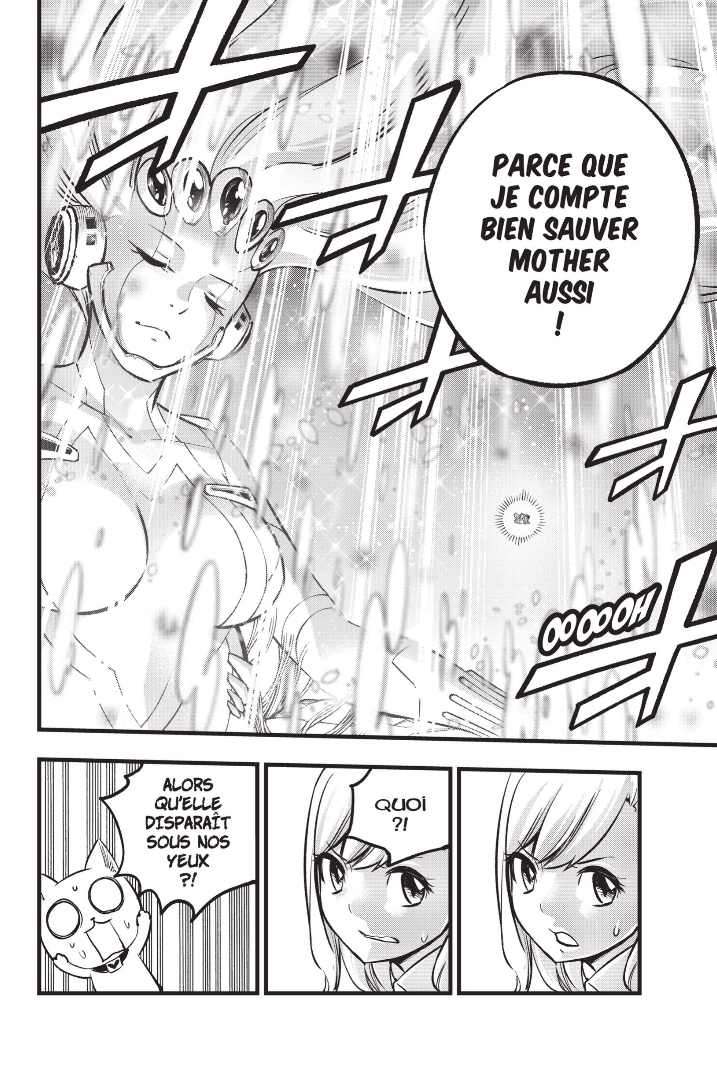 PARCE QUE
JE COMPTE
BIEN SAUVER
MOTHER
AUSSI
!
OOOOOH
ALORS
QU'ELLE
DISPARAÎT
SOUS NOS
YEUX
?!
QUOI
?!